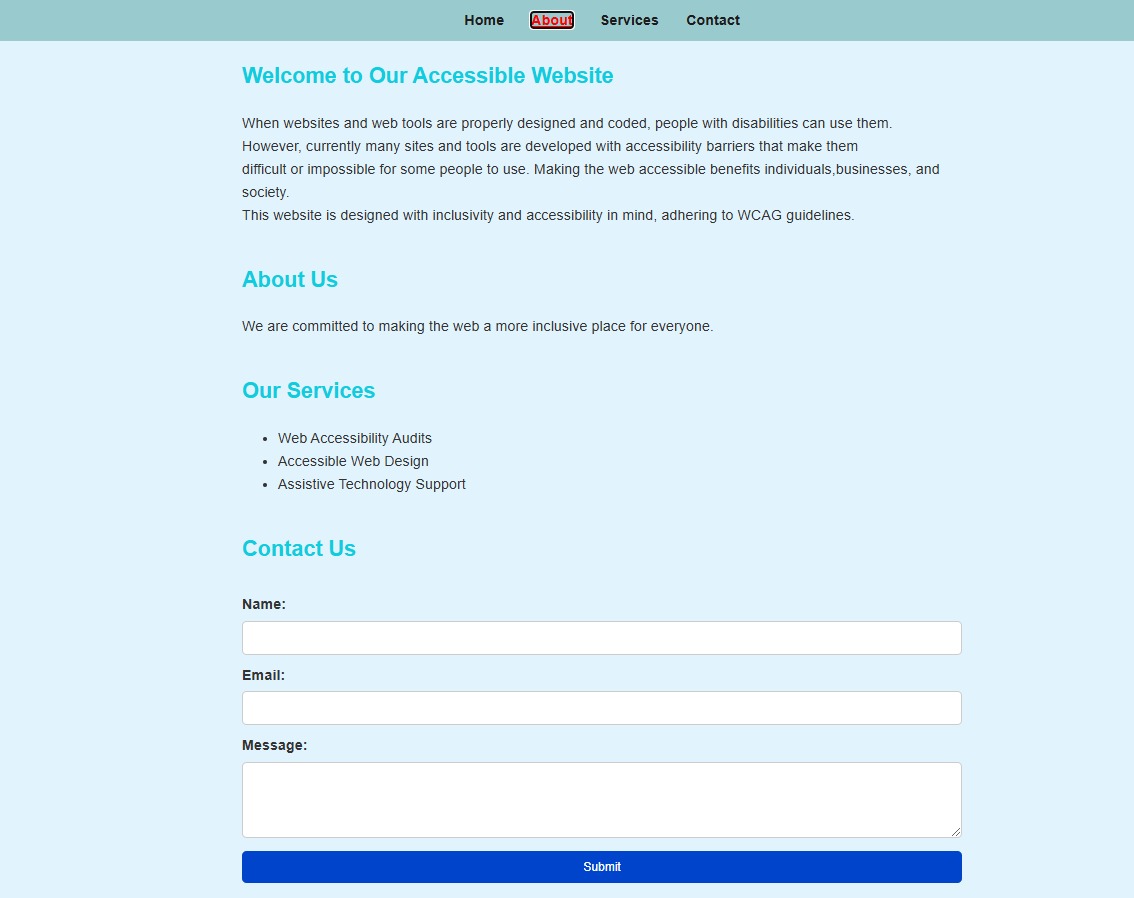 Home About Services Contact
Welcome to Our Accessible Website
When websites and web tools are properly designed and coded, people with disabilities can use them.
However, currently many sites and tools are developed with accessibility barriers that make them
difficult or impossible for some people to use. Making the web accessible benefits individuals,businesses, and
society.
This website is designed with inclusivity and accessibility in mind, adhering to WCAG guidelines.
About Us
We are committed to making the web a more inclusive place for everyone.
Our Services
• Web Accessibility Audits
• Accessible Web Design
• Assistive Technology Support
Contact Us
Name:
Email:
Message:
Submit